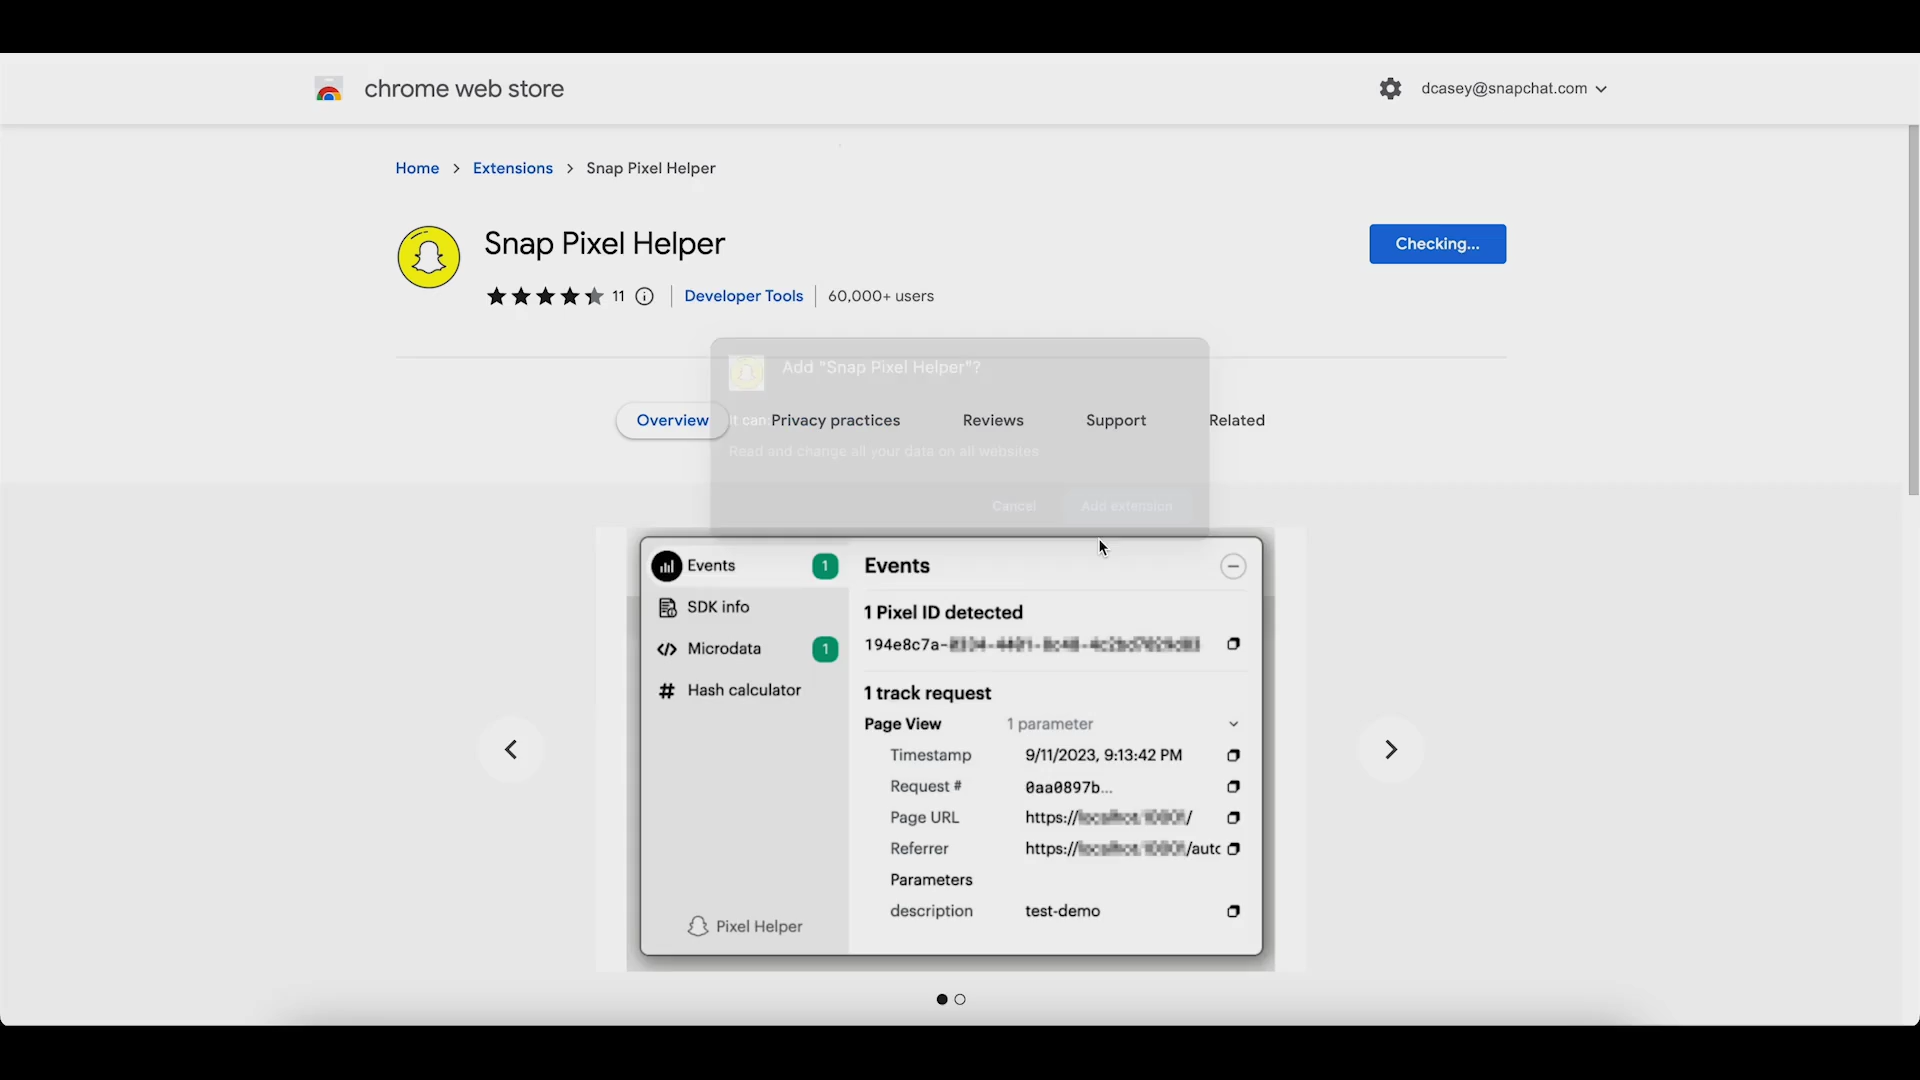 chrome web store
dcasey@snapchat.com
Home > Extensions > Snap Pixel Helper
Snap Pixel Helper
Checking...
11
Developer Tools
60,000+ users
Add "Snap Pixel Helper"?
Overview
It can:
Privacy practices
Reviews
Support
Related
Read and change all your data on all websites
Cancel
Add extension
Events 1
SDK info
Microdata 1
# Hash calculator
Pixel Helper
Events
1 Pixel ID detected
194e8c7a-
1 track request
Page View 1 parameter
Timestamp 9/11/2023, 9:13:42 PM
Request # 0aa0897b...
Page URL https:// /
Referrer https:// /autc
Parameters
description test-demo